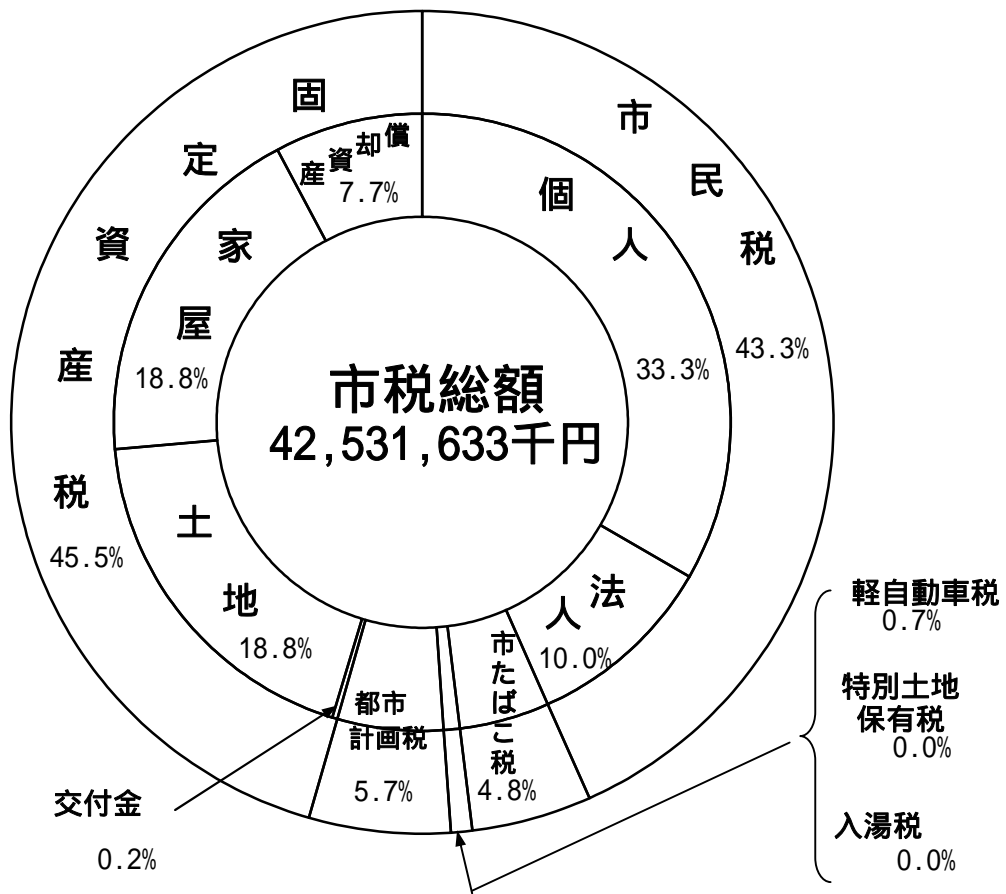 市税総額
42,531,633千円
市民税
43.3%
個人
33.3%
法人
10.0%
市たばこ税
4.8%
軽自動車税
0.7%
特別土地
保有税
0.0%
入湯税
0.0%
都市
計画税
5.7%
固定資産税
45.5%
交付金
0.2%
土地
18.8%
家屋
18.8%
償却資産
7.7%